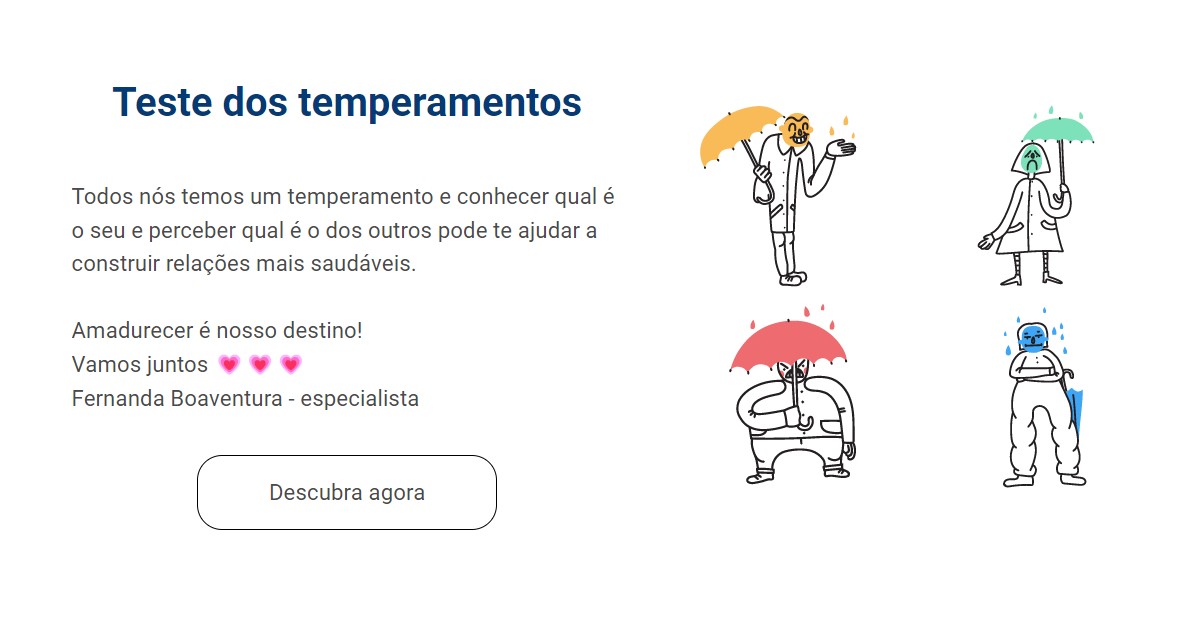 Teste dos temperamentos
Todos nós temos um temperamento e conhecer qual é
o seu e perceber qual é o dos outros pode te ajudar a
construir relações mais saudáveis.
Amadurecer é nosso destino!
Vamos juntos 💗 💗 💗
Fernanda Boaventura - especialista
Descubra agora